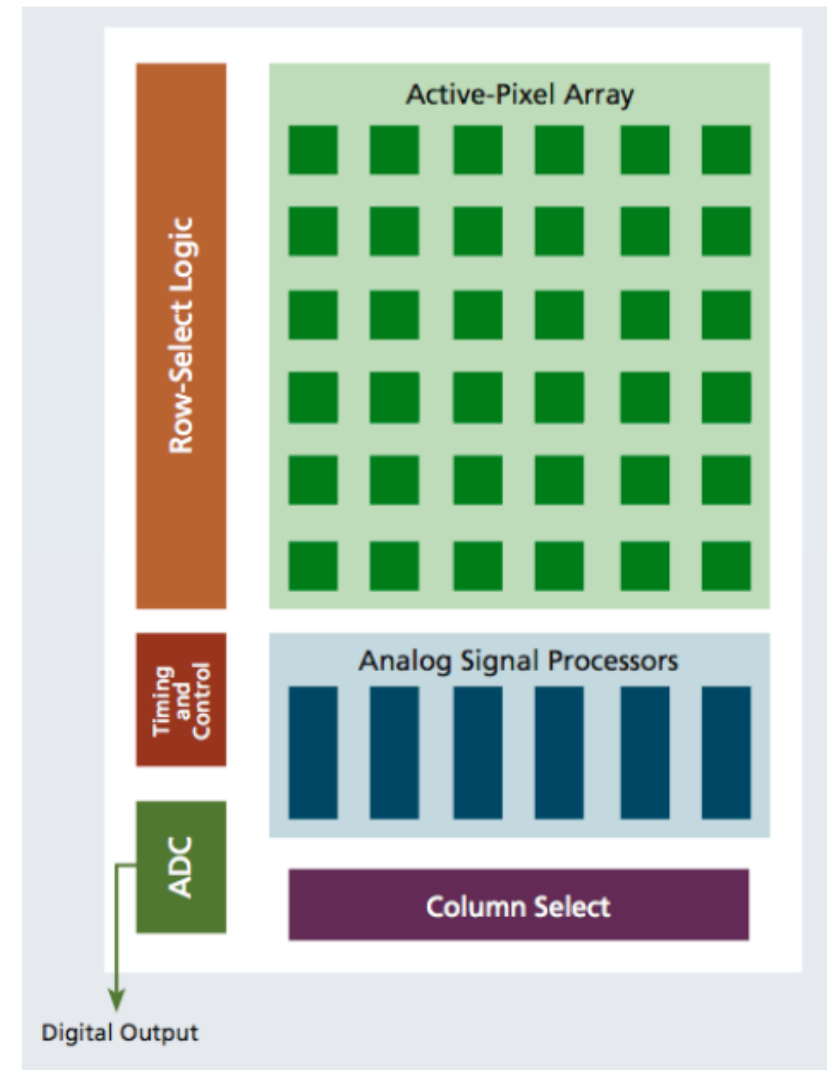 Active-Pixel Array
Row-Select Logic
Analog Signal Processors
Timing
and
Control
ADC
Column Select
Digital Output